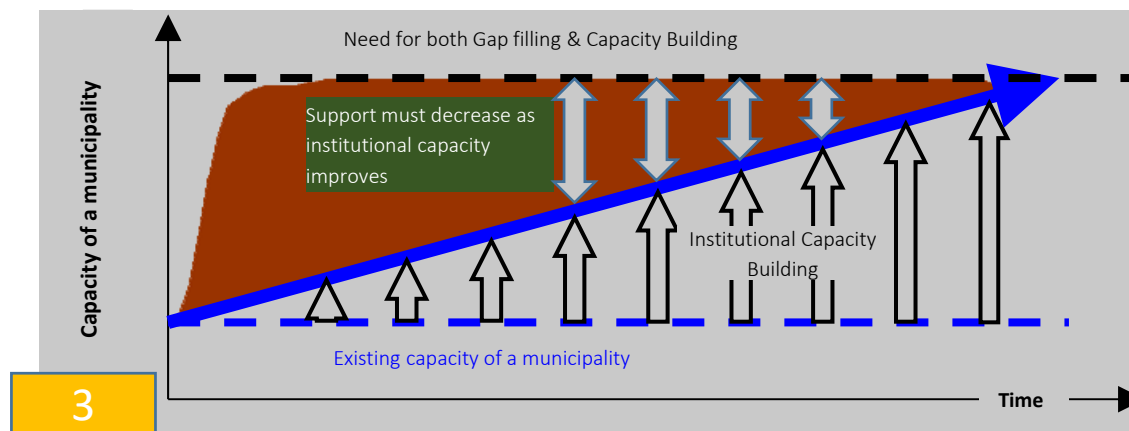 Need for both Gap filling & Capacity Building
Capacity of a municipality
Support must decrease as
institutional capacity
improves
Institutional Capacity
Building
Existing capacity of a municipality
Time
3